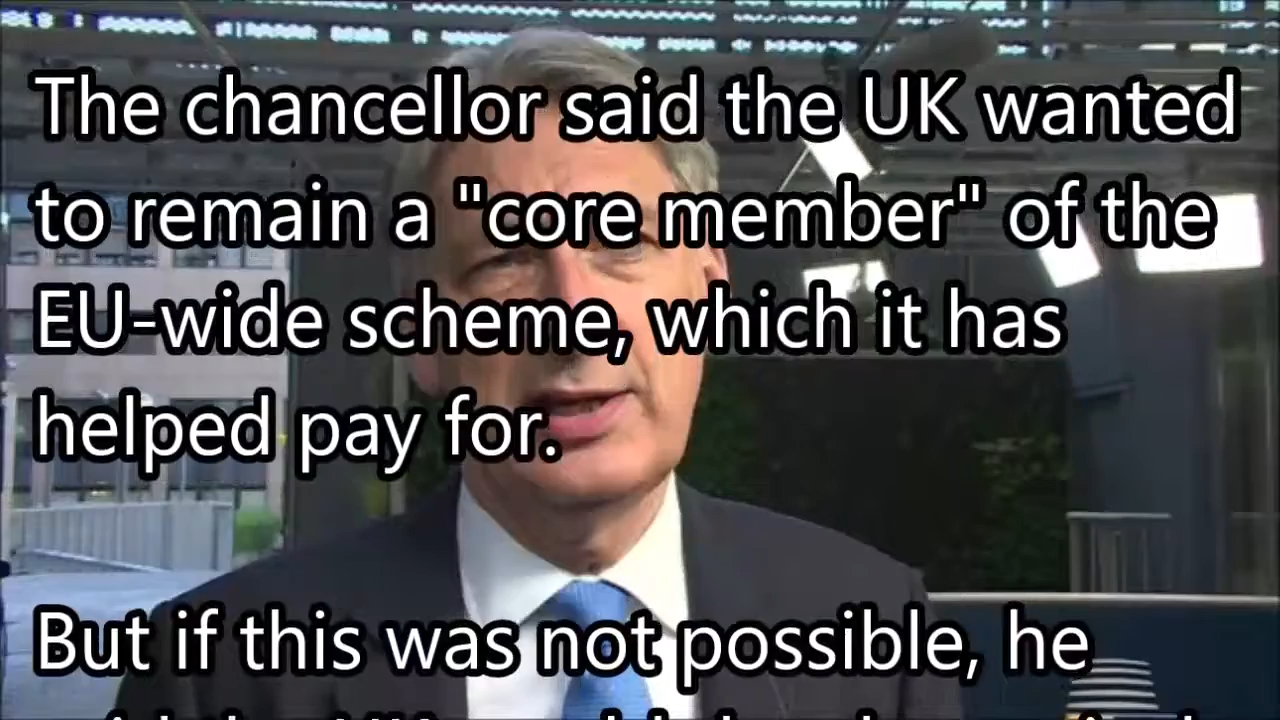 The chancellor said the UK wanted
to remain a "core member" of the
EU-wide scheme, which it has
helped pay for.
But if this was not possible, he